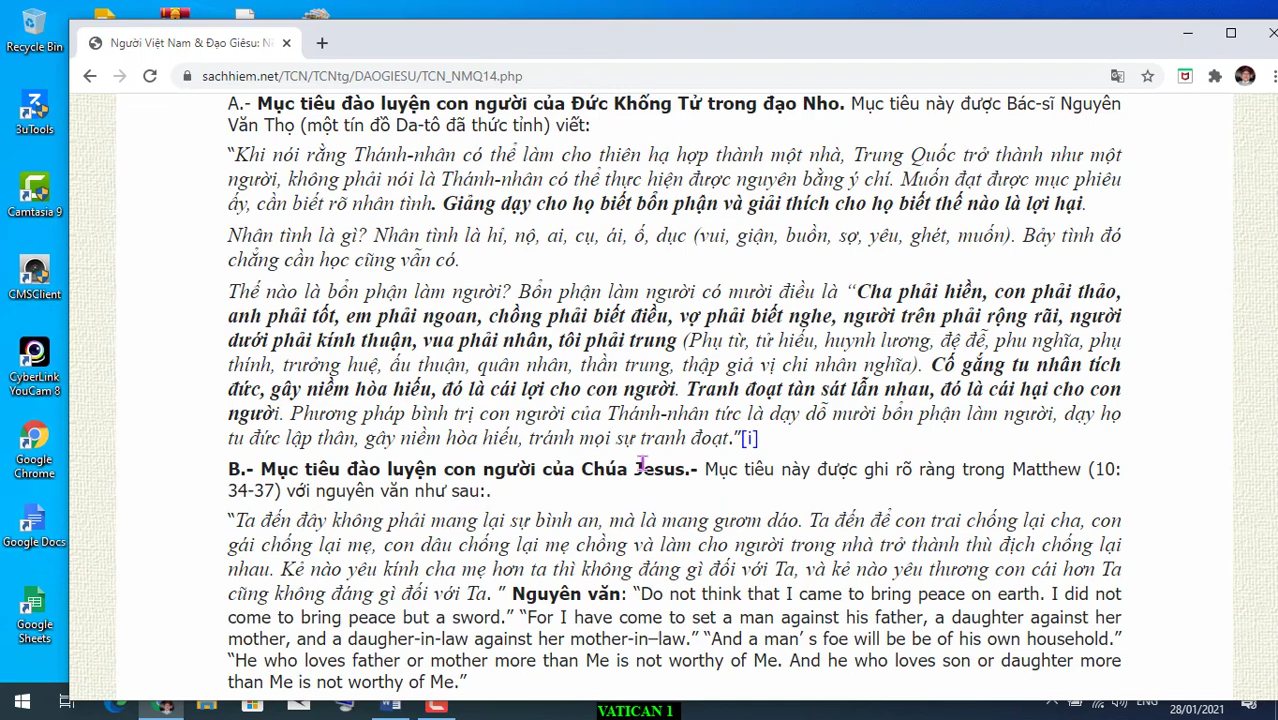 Recycle Bin
3uTools
Camtasia 9
CMSClient
CyberLink
YouCam 8
Google
Chrome
Google Docs
Google
Sheets
Người Việt Nam & Đạo Giêsu: N
sachhiem.net/TCN/TCNtg/DAOGIESU/TCN_NMQ14.php
A.- Mục tiêu đào luyện con người của Đức Khổng Tử trong đạo Nho. Mục tiêu này được Bác-sĩ Nguyên
Văn Thọ (một tín đồ Da-tô đã thức tỉnh) viết:
“Khi nói rằng Thánh-nhân có thể làm cho thiên hạ hợp thành một nhà, Trung Quốc trở thành như một
người, không phải nói là Thánh-nhân có thể thực hiện được nguyên bằng ý chí. Muốn đạt được mục phiêu
ấy, cần biết rõ nhân tình. Giảng dạy cho họ biết bổn phận và giải thích cho họ biết thế nào là lợi hại.
Nhân tình là gì? Nhân tình là hỉ, nộ, ai, cụ, ái, ố, dục (vui, giận, buồn, sợ, yêu, ghét, muốn). Bảy tình đó
chẳng cần học cũng vẫn có.
Thế nào là bổn phận làm người? Bổn phận làm người có mười điều là “Cha phải hiền, con phải thảo,
anh phải tốt, em phải ngoan, chồng phải biết điều, vợ phải biết nghe, người trên phải rộng rãi, người
dưới phải kính thuận, vua phải nhân, tôi phải trung (Phụ từ, tử hiếu, huynh lương, đệ đễ, phu nghĩa, phụ
thính, trưởng huệ, ấu thuận, quân nhân, thần trung, thập giả vị chi nhân nghĩa). Cố gắng tu nhân tích
đức, gây niềm hòa hiếu, đó là cái lợi cho con người. Tranh đoạt tàn sát lẫn nhau, đó là cái hại cho con
người. Phương pháp bình trị con người của Thánh-nhân tức là dạy dỗ mười bổn phận làm người, dạy họ
tu đức lập thân, gây niềm hòa hiếu, tránh mọi sự tranh đoạt.”[i]
B.- Mục tiêu đào luyện con người của Chúa Jesus.- Mục tiêu này được ghi rõ ràng trong Matthew (10:
34-37) với nguyên văn như sau:.
“Ta đến đây không phải mang lại sự bình an, mà là mang gươm dáo. Ta đến để con trai chống lại cha, con
gái chống lại mẹ, con dâu chống lại mẹ chồng và làm cho người trong nhà trở thành thù địch chống lại
nhau. Kẻ nào yêu kính cha mẹ hơn ta thì không đáng gì đối với Ta, và kẻ nào yêu thương con cái hơn Ta
cũng không đáng gì đối với Ta. ” Nguyên văn: “Do not think that I came to bring peace on earth. I did not
come to bring peace but a sword.” “For I have come to set a man against his father, a daughter against her
mother, and a daugher-in-law against her mother-in–law.” “And a man’ s foe will be be of his own household.”
“He who loves father or mother more than Me is not worthy of Me. And he who loves son or daughter more
than Me is not worthy of Me.”
ENG
28/01/2021
VATICAN 1